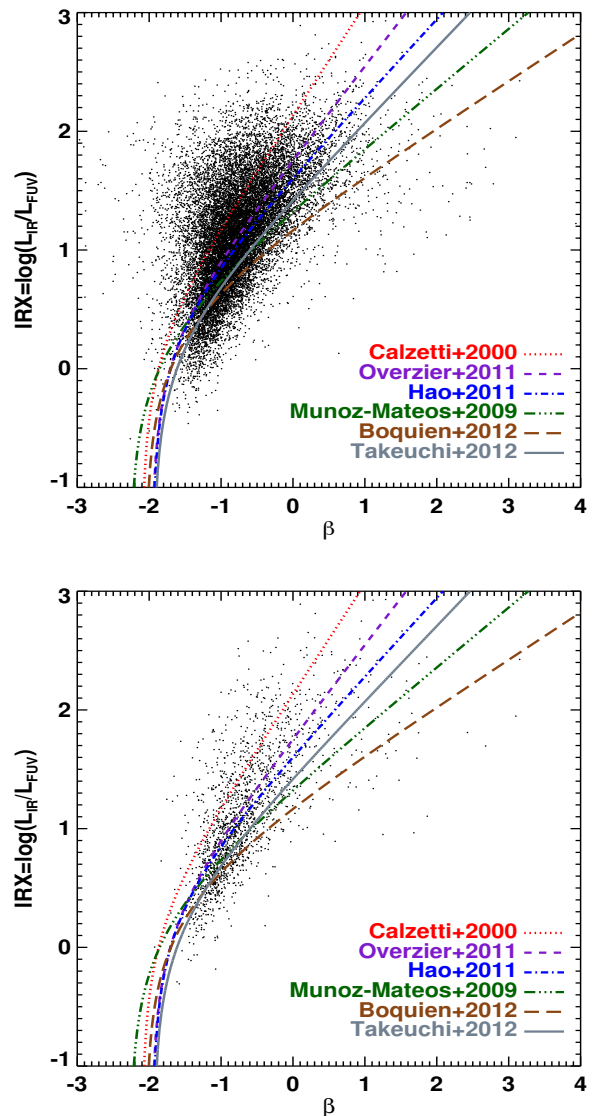 3
2
1
0
-1
IRX=log(L_IR/L_FUV)
Calzetti+2000
Overzier+2011
Hao+2011
Munoz-Mateos+2009
Boquien+2012
Takeuchi+2012
-3 -2 -1 0 1 2 3 4
β
3
2
1
0
-1
IRX=log(L_IR/L_FUV)
Calzetti+2000
Overzier+2011
Hao+2011
Munoz-Mateos+2009
Boquien+2012
Takeuchi+2012
-3 -2 -1 0 1 2 3 4
β